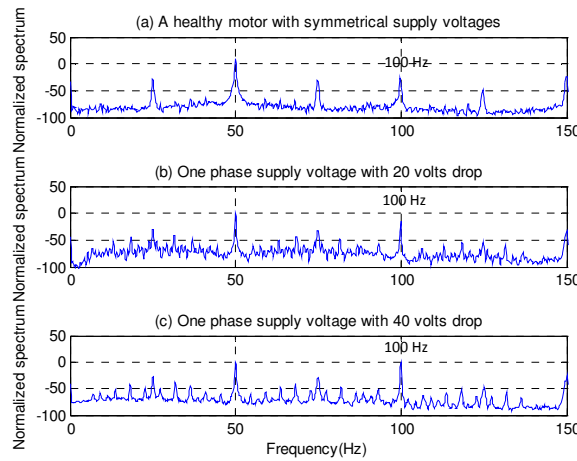 (a) A healthy motor with symmetrical supply voltages
Normalized spectrum
50
0
-50
-100
100 Hz
0
50
100
150
(b) One phase supply voltage with 20 volts drop
Normalized spectrum
50
0
-50
-100
100 Hz
0
50
100
150
(c) One phase supply voltage with 40 volts drop
Normalized spectrum
50
0
-50
-100
100 Hz
0
50
100
150
Frequency(Hz)